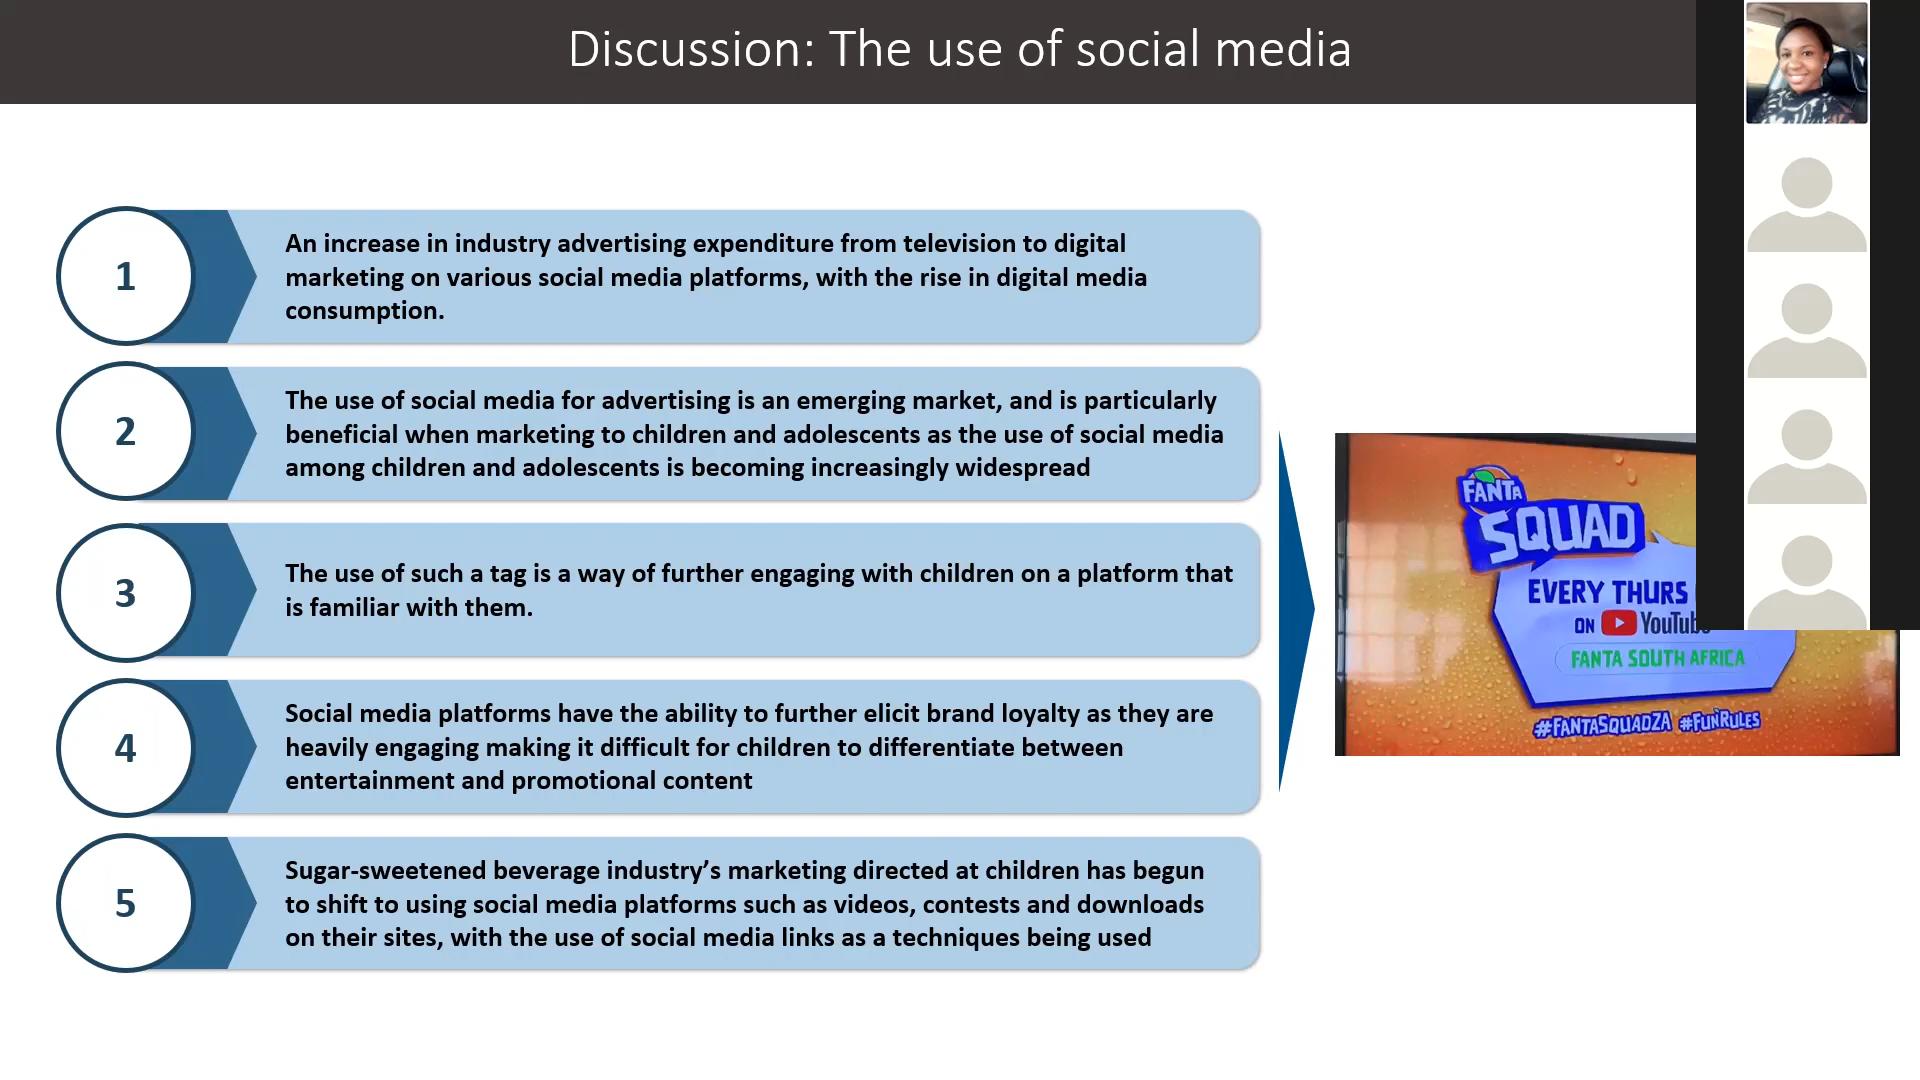 Discussion: The use of social media
1
An increase in industry advertising expenditure from television to digital
marketing on various social media platforms, with the rise in digital media
consumption.
2
The use of social media for advertising is an emerging market, and is particularly
beneficial when marketing to children and adolescents as the use of social media
among children and adolescents is becoming increasingly widespread
3
The use of such a tag is a way of further engaging with children on a platform that
is familiar with them.
4
Social media platforms have the ability to further elicit brand loyalty as they are
heavily engaging making it difficult for children to differentiate between
entertainment and promotional content
5
Sugar-sweetened beverage industry’s marketing directed at children has begun
to shift to using social media platforms such as videos, contests and downloads
on their sites, with the use of social media links as a techniques being used
FANTA
SQUAD
EVERY THURS
ON YouTube
FANTA SOUTH AFRICA
#FANTASQUADZA #FUNRULES